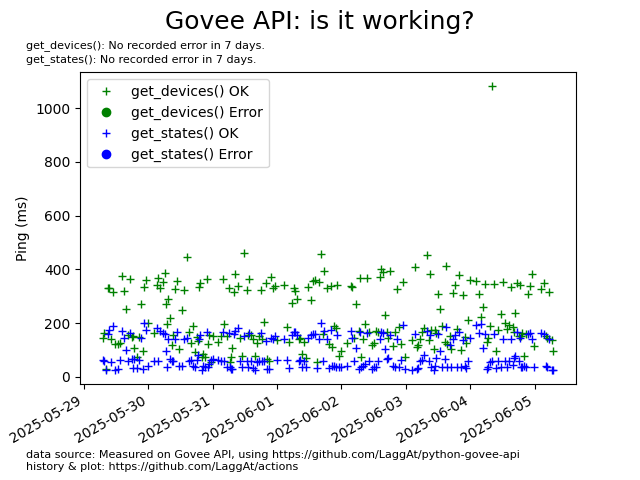 Govee API: is it working?
get_devices(): No recorded error in 7 days.
get_states(): No recorded error in 7 days.
get_devices() OK
get_devices() Error
get_states() OK
get_states() Error
Ping (ms)
1000
800
600
400
200
0
2025-05-29
2025-05-30
2025-05-31
2025-06-01
2025-06-02
2025-06-03
2025-06-04
2025-06-05
data source: Measured on Govee API, using https://github.com/LaggAt/python-govee-api
history & plot: https://github.com/LaggAt/actions